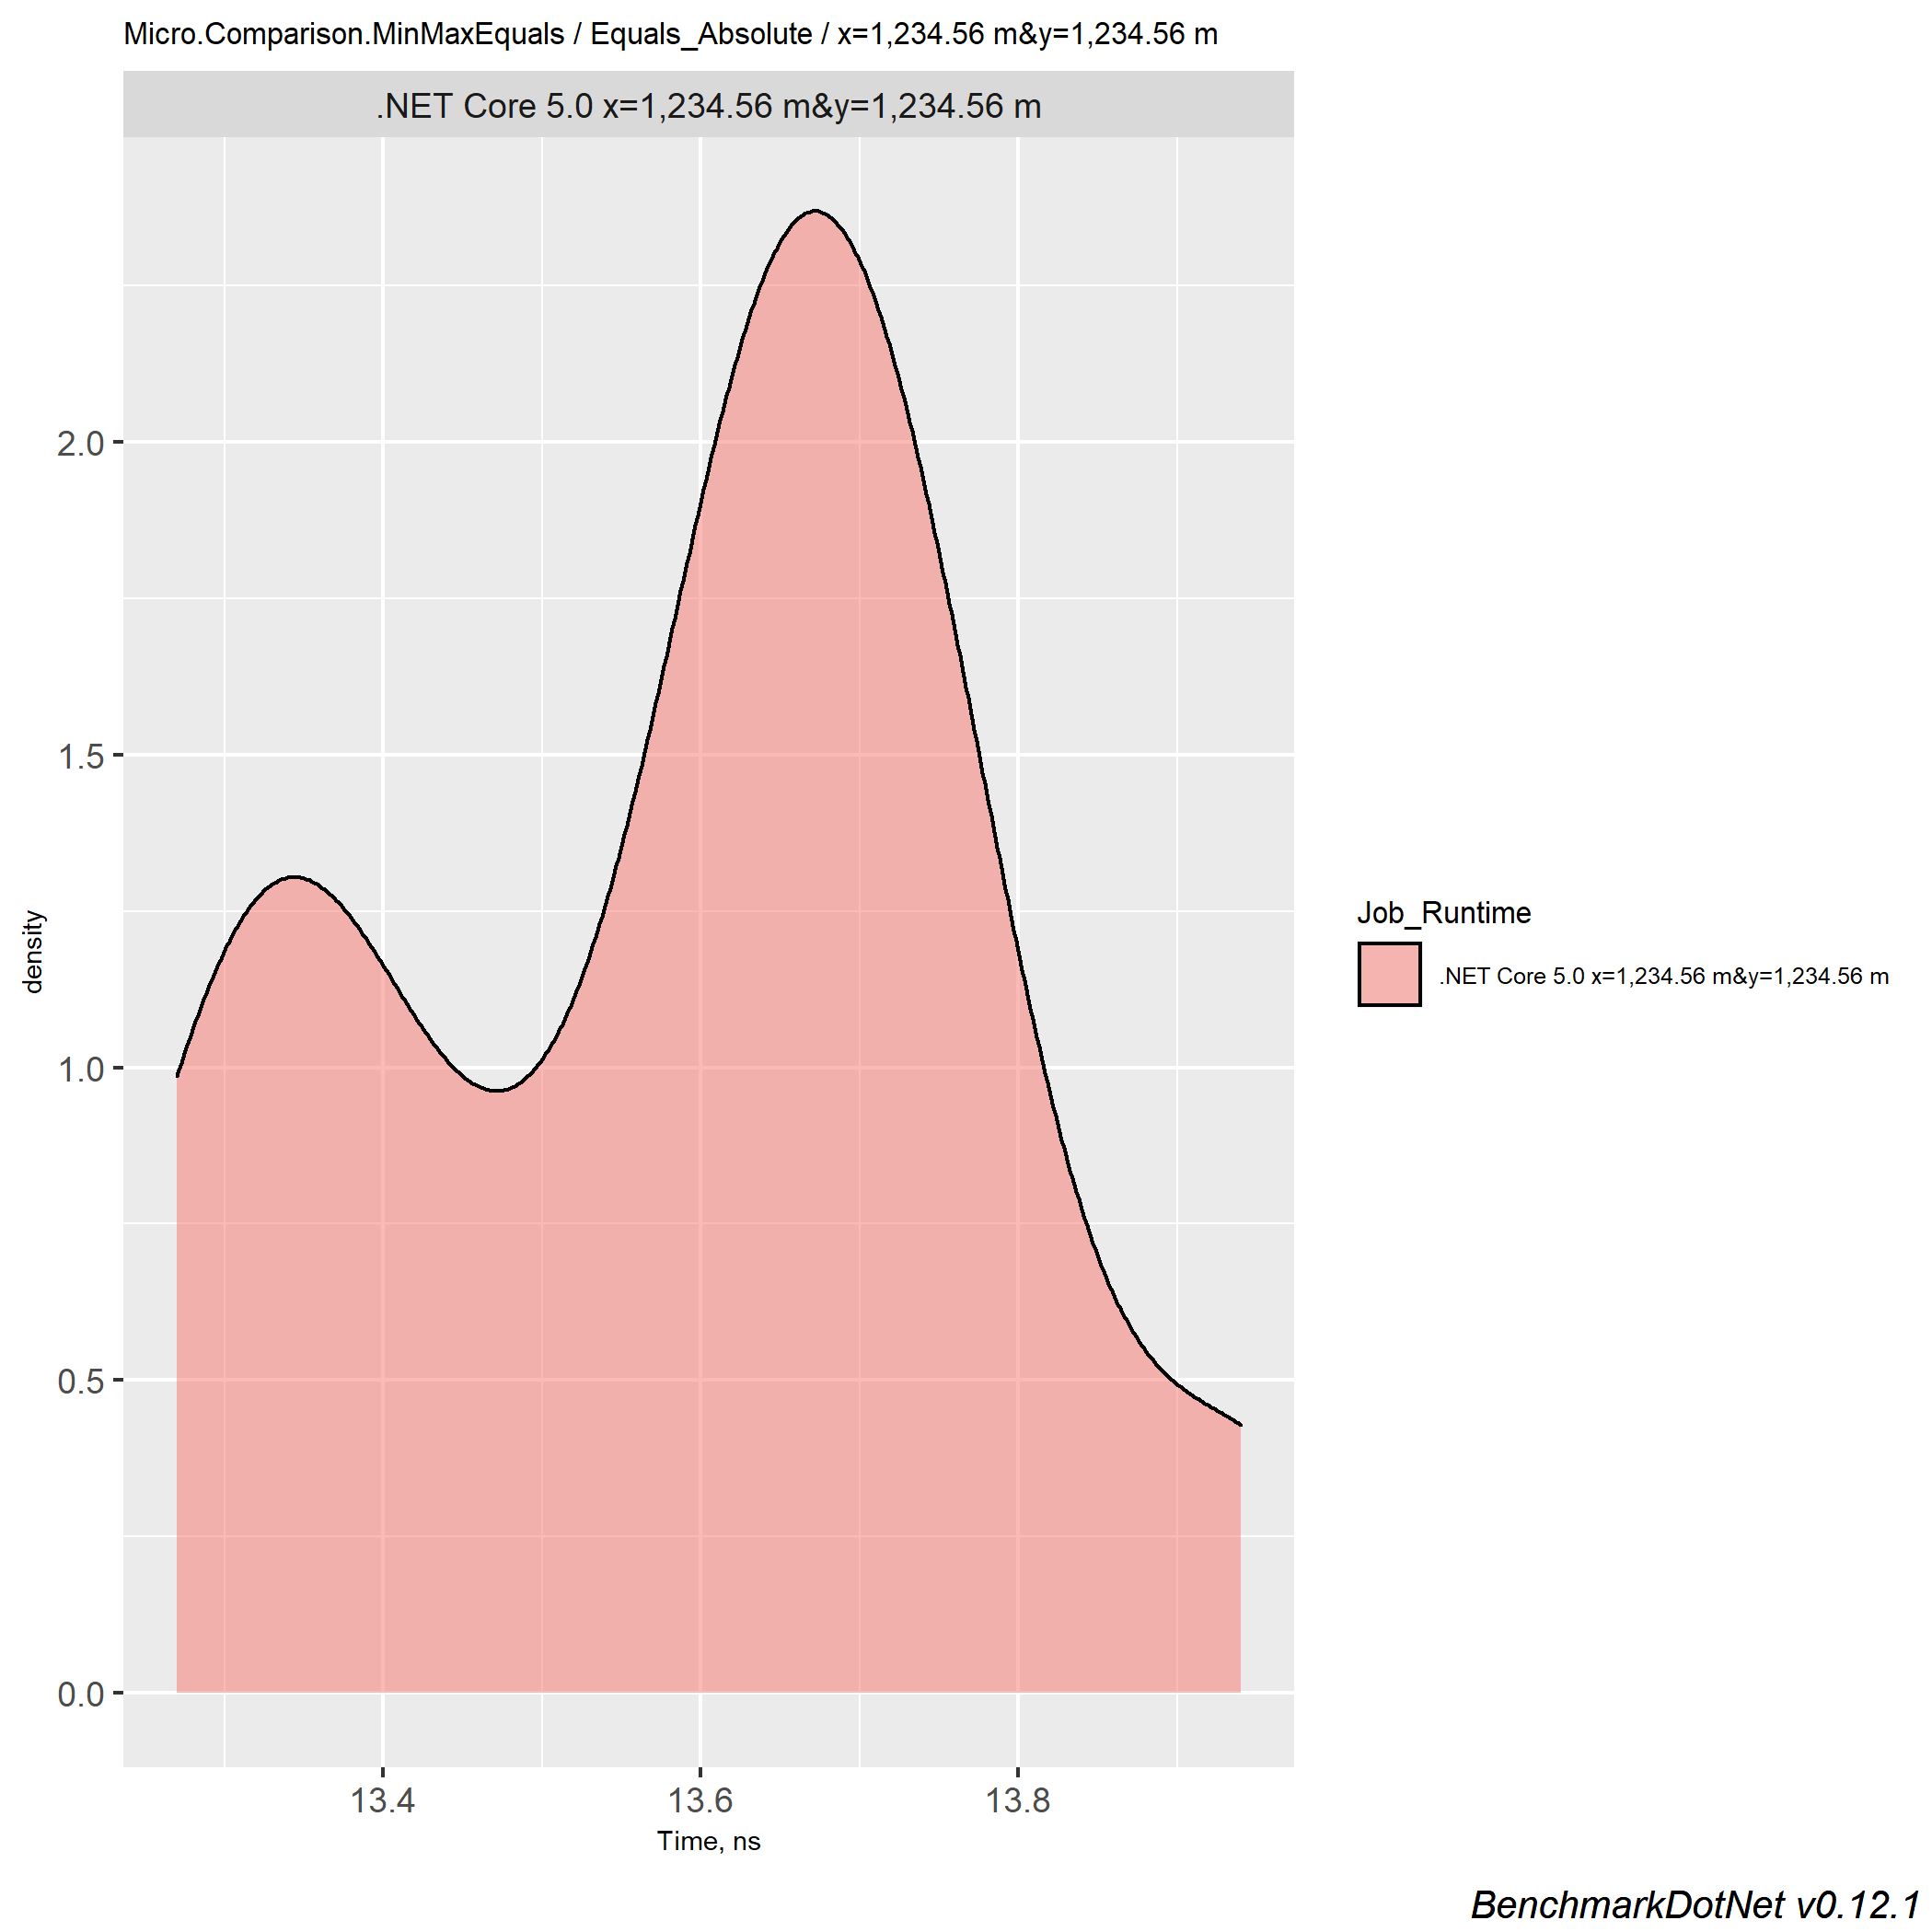 Micro.Comparison.MinMaxEquals / Equals_Absolute / x=1,234.56 m&y=1,234.56 m
.NET Core 5.0 x=1,234.56 m&y=1,234.56 m
density
2.0
1.5
1.0
0.5
0.0
13.4 13.6 13.8
Time, ns
Job_Runtime
.NET Core 5.0 x=1,234.56 m&y=1,234.56 m
BenchmarkDotNet v0.12.1